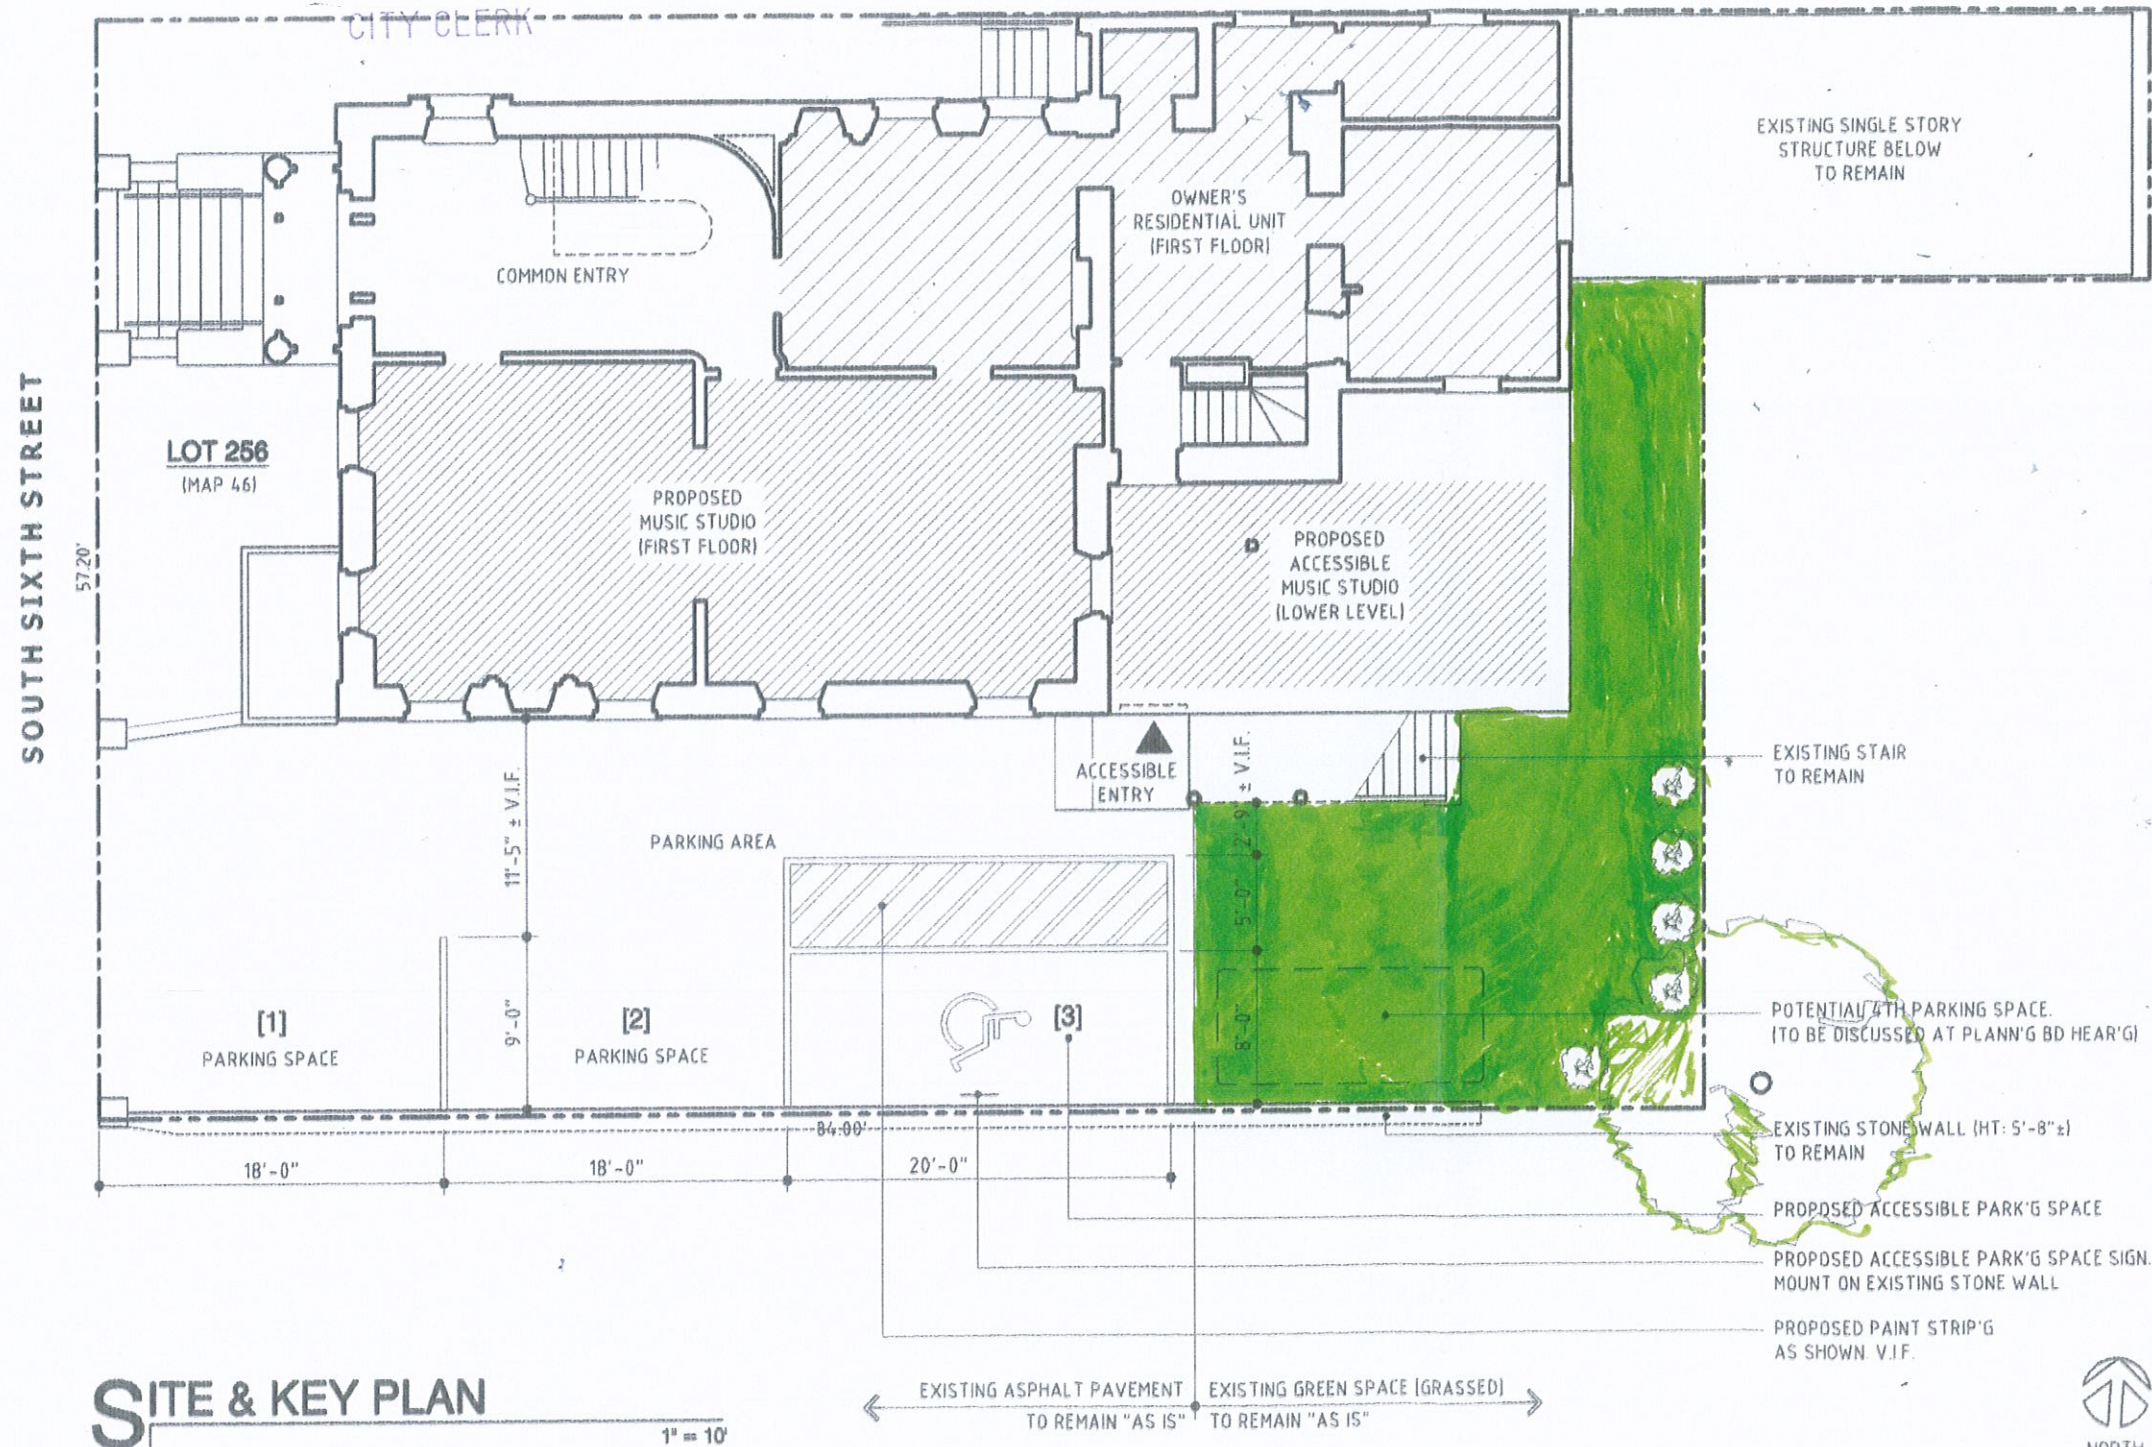 CITY CLERK
EXISTING SINGLE STORY
STRUCTURE BELOW
TO REMAIN
OWNER'S
RESIDENTIAL UNIT
(FIRST FLOOR)
COMMON ENTRY
SOUTH SIXTH STREET
57.20'
LOT 256
(MAP 46)
PROPOSED
MUSIC STUDIO
(FIRST FLOOR)
PROPOSED
ACCESSIBLE
MUSIC STUDIO
(LOWER LEVEL)
EXISTING STAIR
TO REMAIN
ACCESSIBLE
ENTRY
11'-5" ± V.I.F.
2'-9" ± V.I.F.
PARKING AREA
5'-0"
9'-0"
8'-0"
[1]
PARKING SPACE
[2]
PARKING SPACE
[3]
POTENTIAL 4TH PARKING SPACE.
(TO BE DISCUSSED AT PLANN'G BD HEAR'G)
84.00'
EXISTING STONE WALL (HT: 5'-8"±)
TO REMAIN
18'-0"
18'-0"
20'-0"
PROPOSED ACCESSIBLE PARK'G SPACE
PROPOSED ACCESSIBLE PARK'G SPACE SIGN.
MOUNT ON EXISTING STONE WALL
PROPOSED PAINT STRIP'G
AS SHOWN. V.I.F.
EXISTING ASPHALT PAVEMENT
TO REMAIN "AS IS"
EXISTING GREEN SPACE (GRASSED)
TO REMAIN "AS IS"
SITE & KEY PLAN
1" = 10'
NORTH